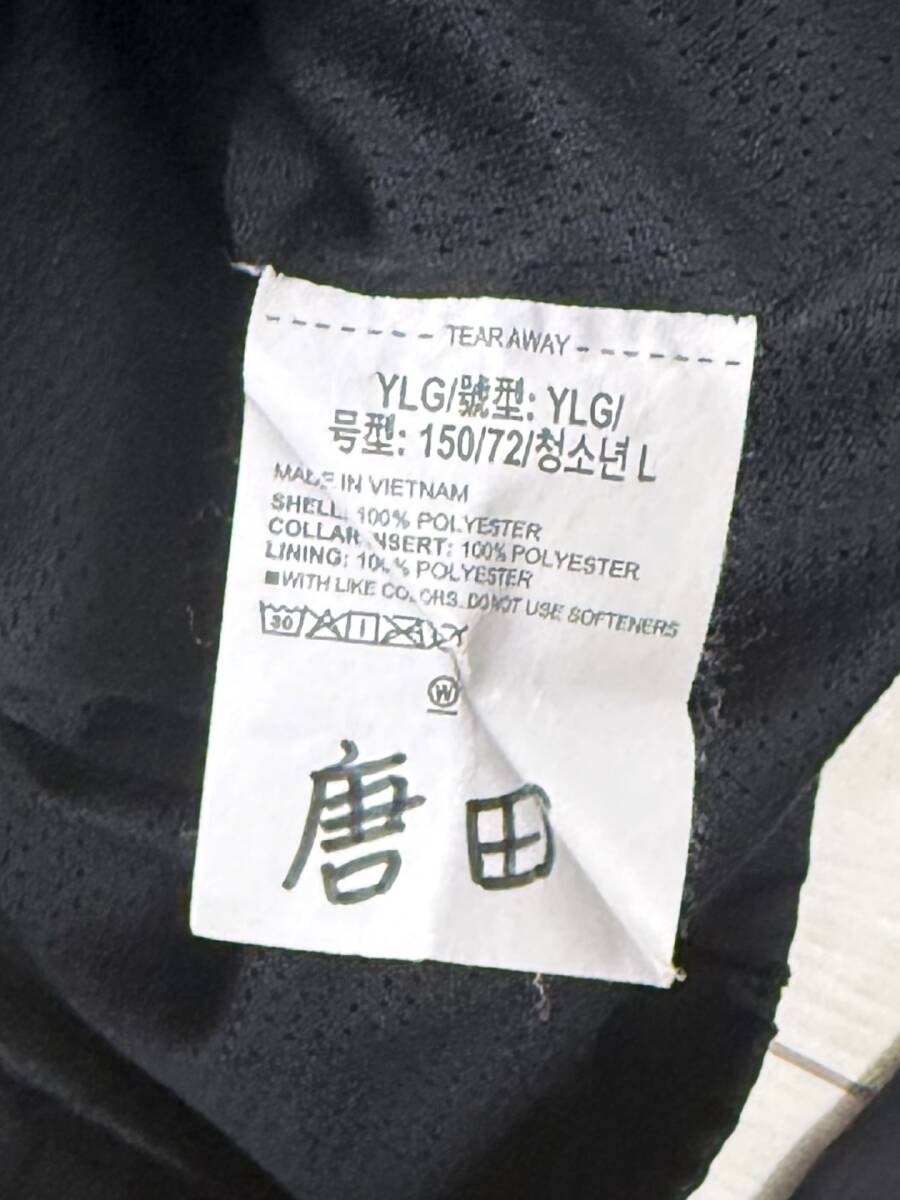 TEAR AWAY
YLG/號型: YLG/
号型: 150/72/청소년 L
MADE IN VIETNAM
SHELL: 100% POLYESTER
COLLAR INSERT: 100% POLYESTER
LINING: 100% POLYESTER
■WITH LIKE COLORS. DO NOT USE SOFTENERS
30
W
唐田